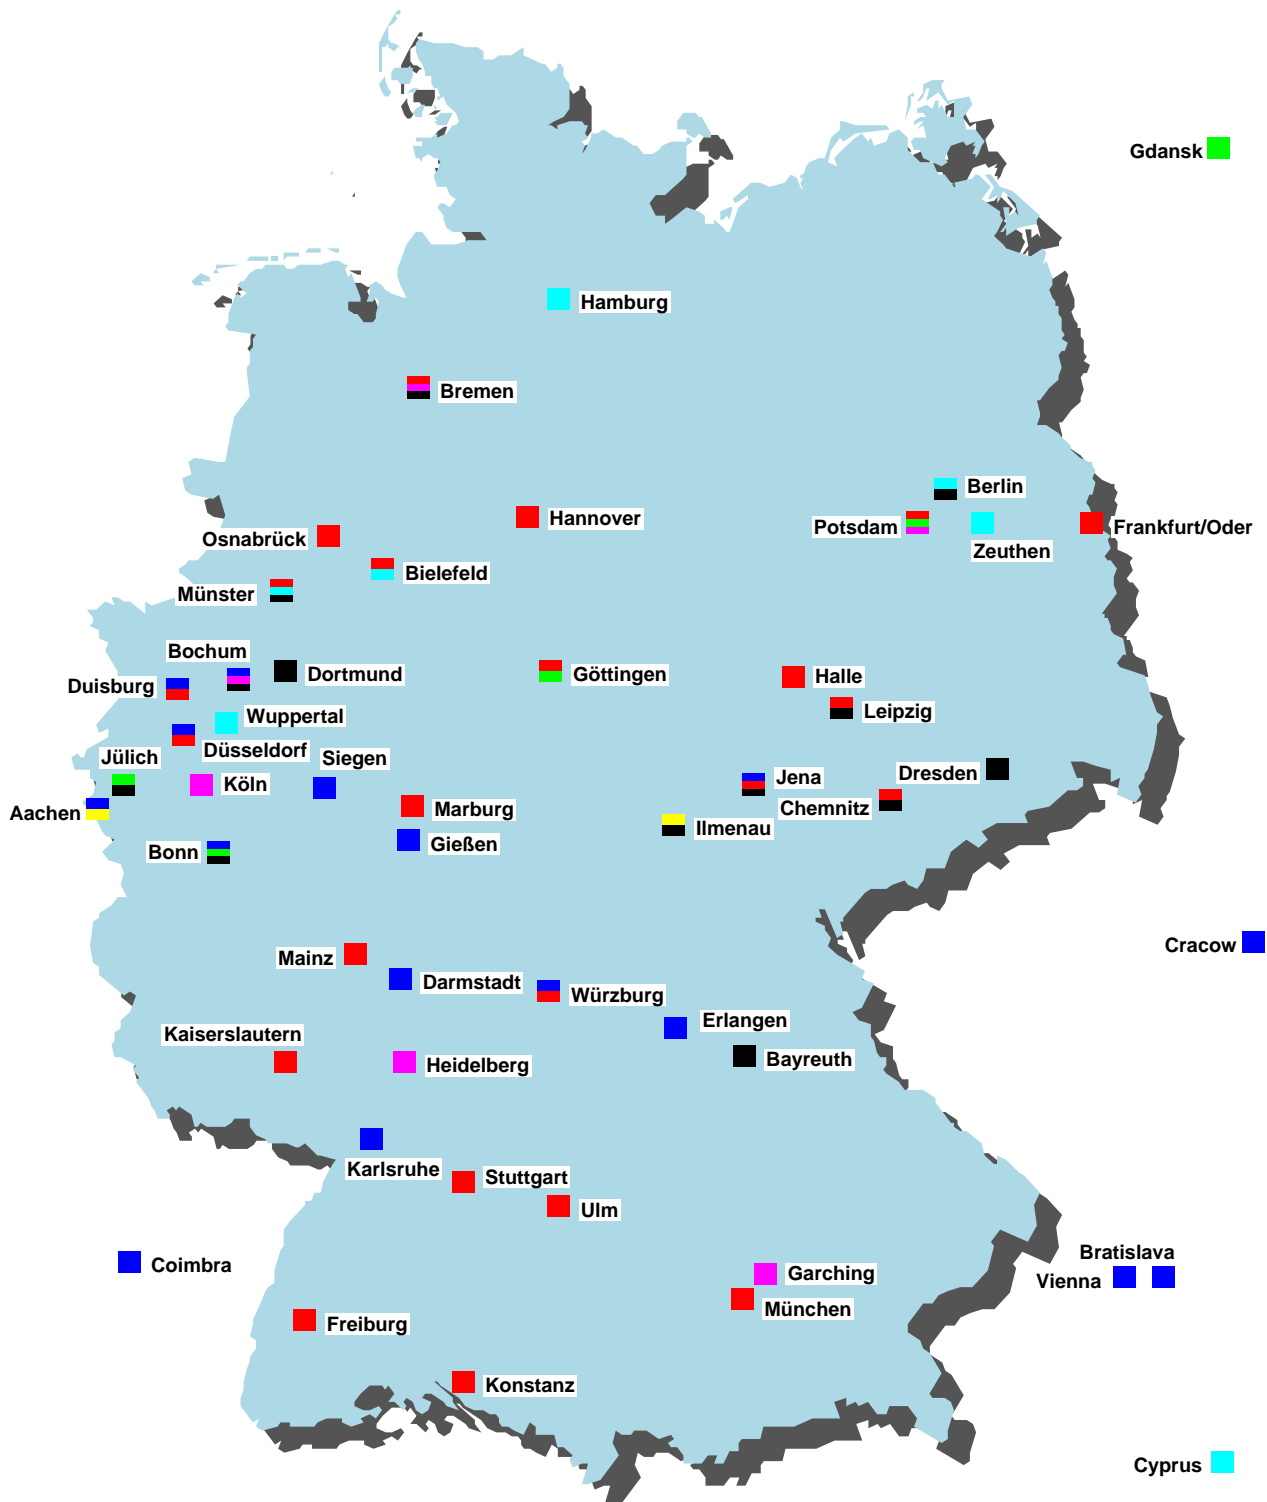 Gdansk
Hamburg
Bremen
Berlin
Hannover
Potsdam
Frankfurt/Oder
Osnabrück
Zeuthen
Bielefeld
Münster
Bochum
Dortmund
Göttingen
Halle
Duisburg
Leipzig
Wuppertal
Düsseldorf
Siegen
Jülich
Köln
Jena
Dresden
Aachen
Marburg
Chemnitz
Ilmenau
Gießen
Bonn
Cracow
Mainz
Darmstadt
Würzburg
Erlangen
Kaiserslautern
Bayreuth
Heidelberg
Karlsruhe
Stuttgart
Ulm
Bratislava
Coimbra
Garching
Vienna
München
Freiburg
Konstanz
Cyprus